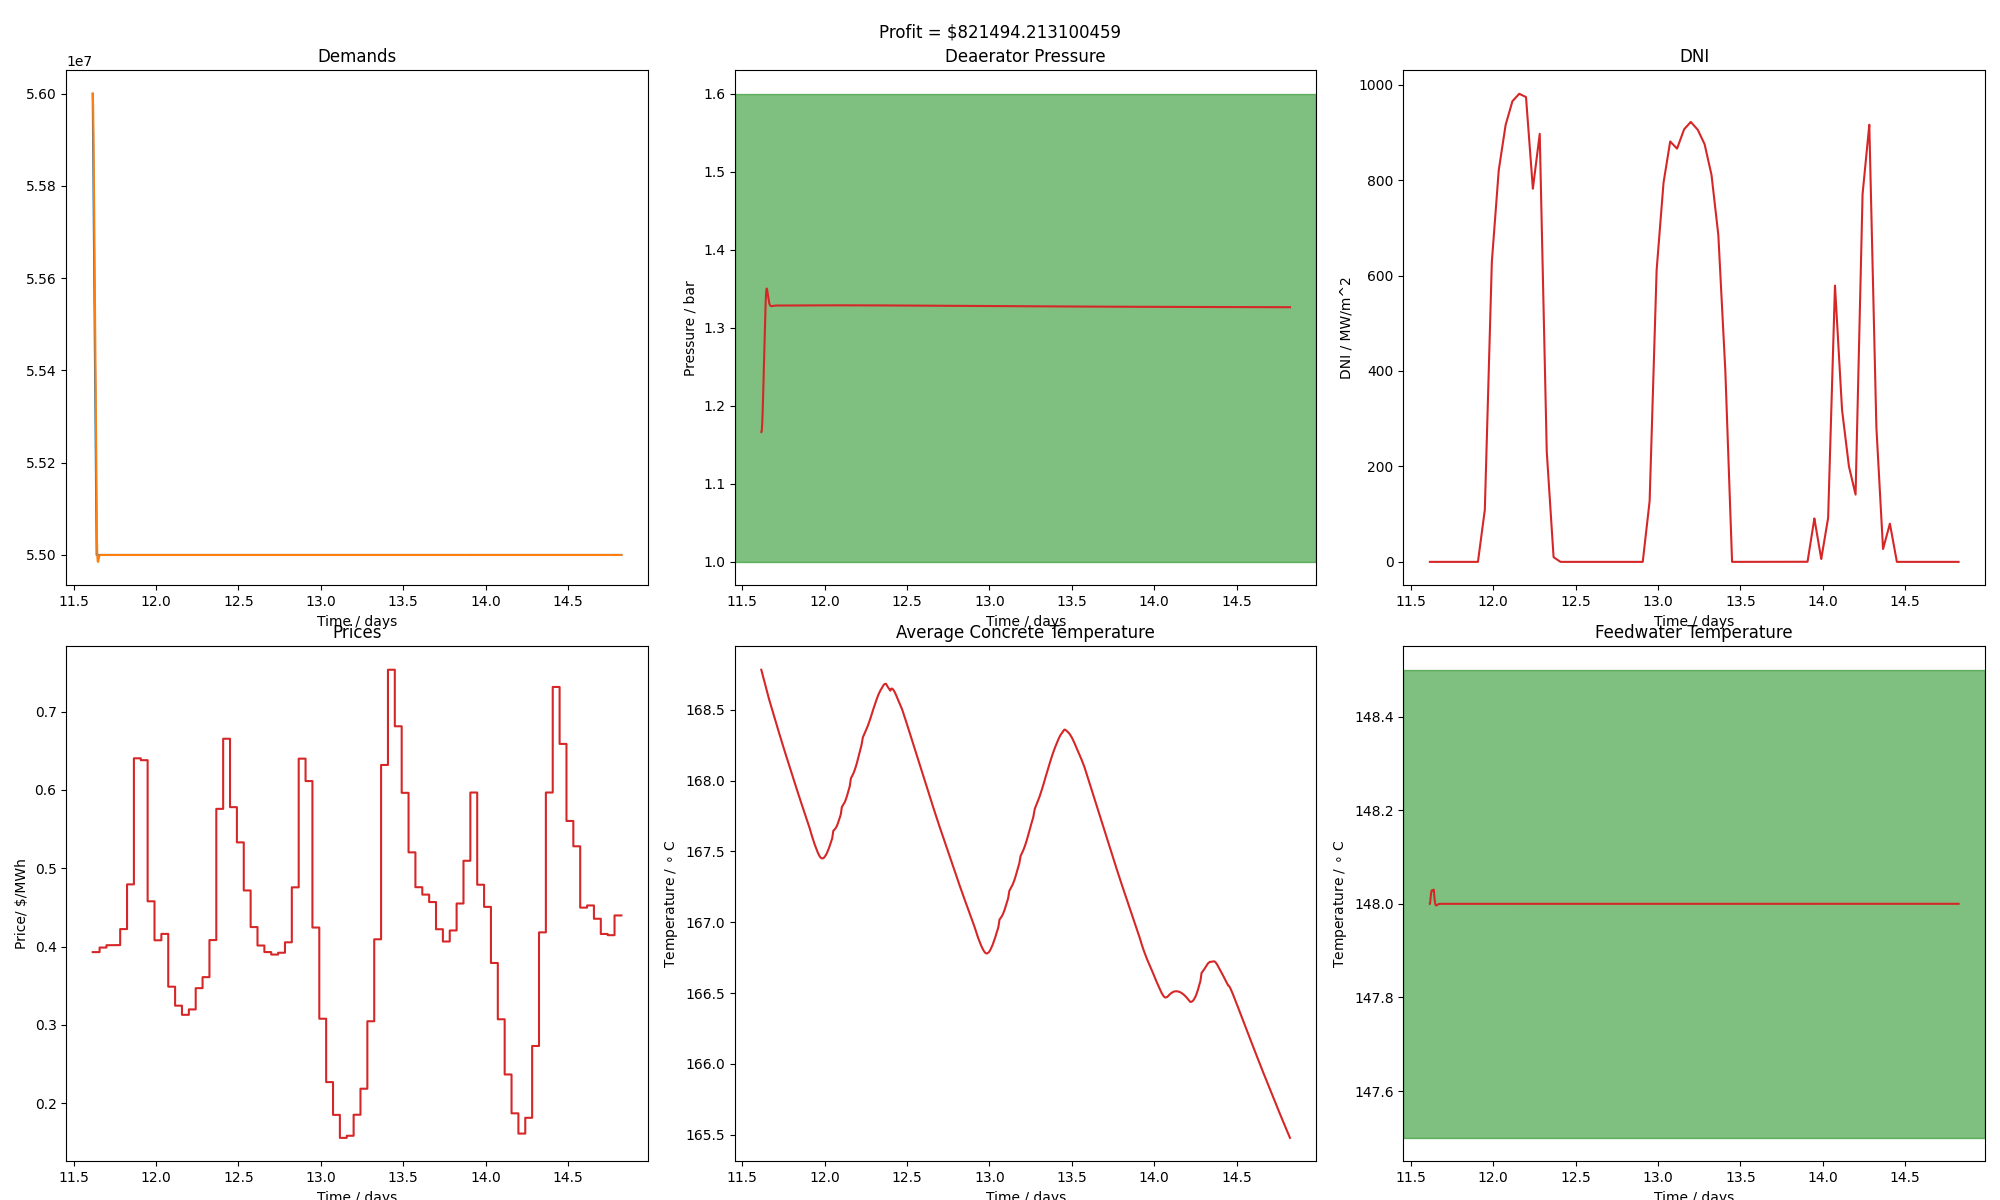 Profit = $821494.213100459
Demands
1e7
5.60
5.58
5.56
5.54
5.52
5.50
11.5 12.0 12.5 13.0 13.5 14.0 14.5
Time / days
Deaerator Pressure
Pressure / bar
1.6
1.5
1.4
1.3
1.2
1.1
1.0
11.5 12.0 12.5 13.0 13.5 14.0 14.5
Time / days
DNI
DNI / MW/m^2
1000
800
600
400
200
0
11.5 12.0 12.5 13.0 13.5 14.0 14.5
Time / days
Prices
Price/ $/MWh
0.7
0.6
0.5
0.4
0.3
0.2
11.5 12.0 12.5 13.0 13.5 14.0 14.5
Time / days
Average Concrete Temperature
Temperature / ∘ C
168.5
168.0
167.5
167.0
166.5
166.0
165.5
11.5 12.0 12.5 13.0 13.5 14.0 14.5
Time / days
Feedwater Temperature
Temperature / ∘ C
148.4
148.2
148.0
147.8
147.6
11.5 12.0 12.5 13.0 13.5 14.0 14.5
Time / days